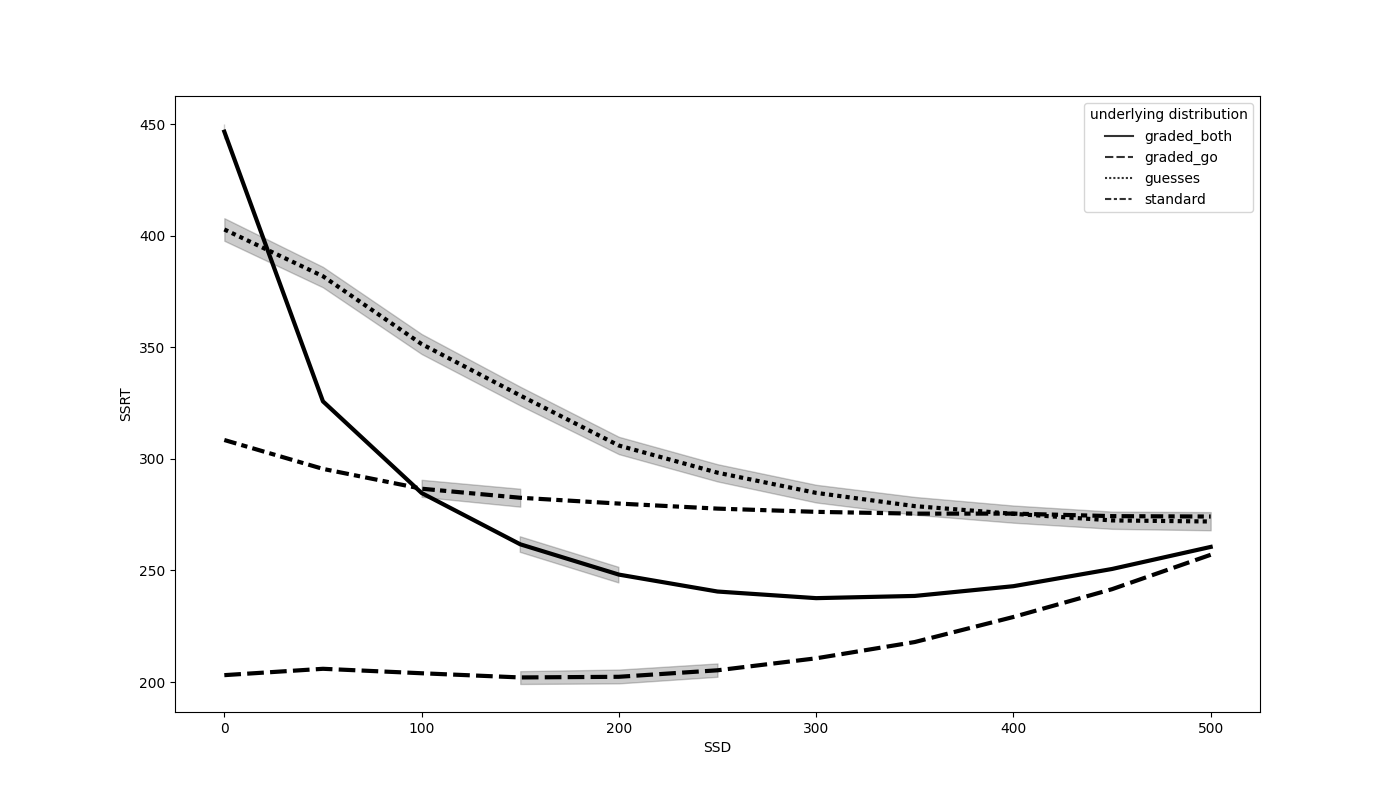 underlying distribution
graded_both
graded_go
guesses
standard
SSRT
450
400
350
300
250
200
0 100 200 300 400 500
SSD